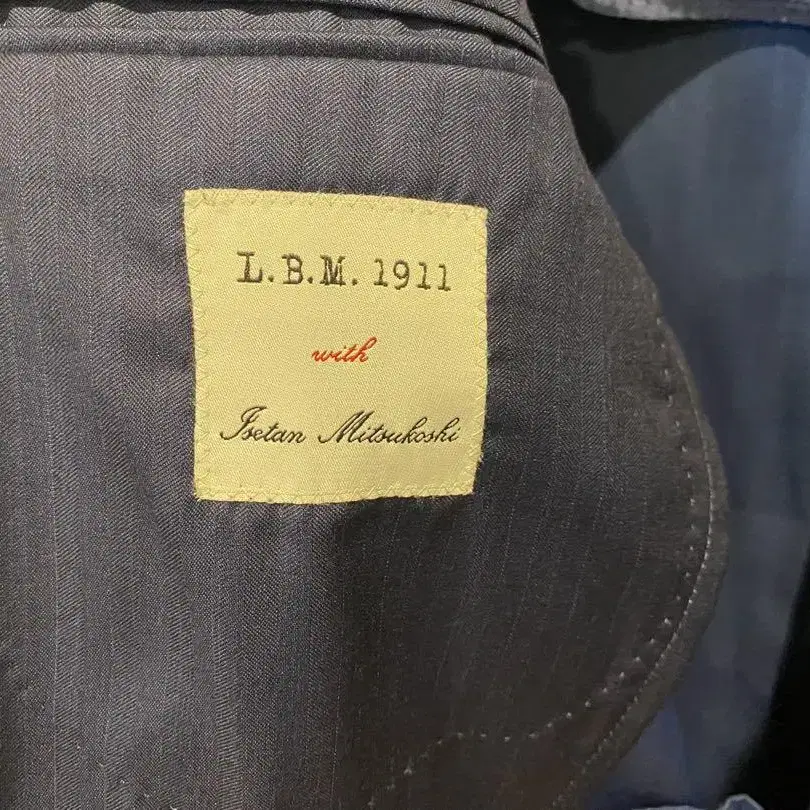 L.B.M. 1911
with
Isetan Mitsukoshi